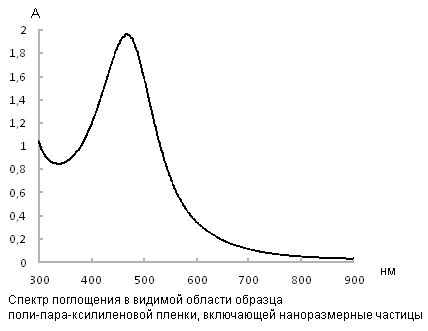 A
2
1,8
1,6
1,4
1,2
1
0,8
0,6
0,4
0,2
0
300 400 500 600 700 800 900
нм
Спектр поглощения в видимой области образца
поли-пара-ксилиленовой пленки, включающей наноразмерные частицы